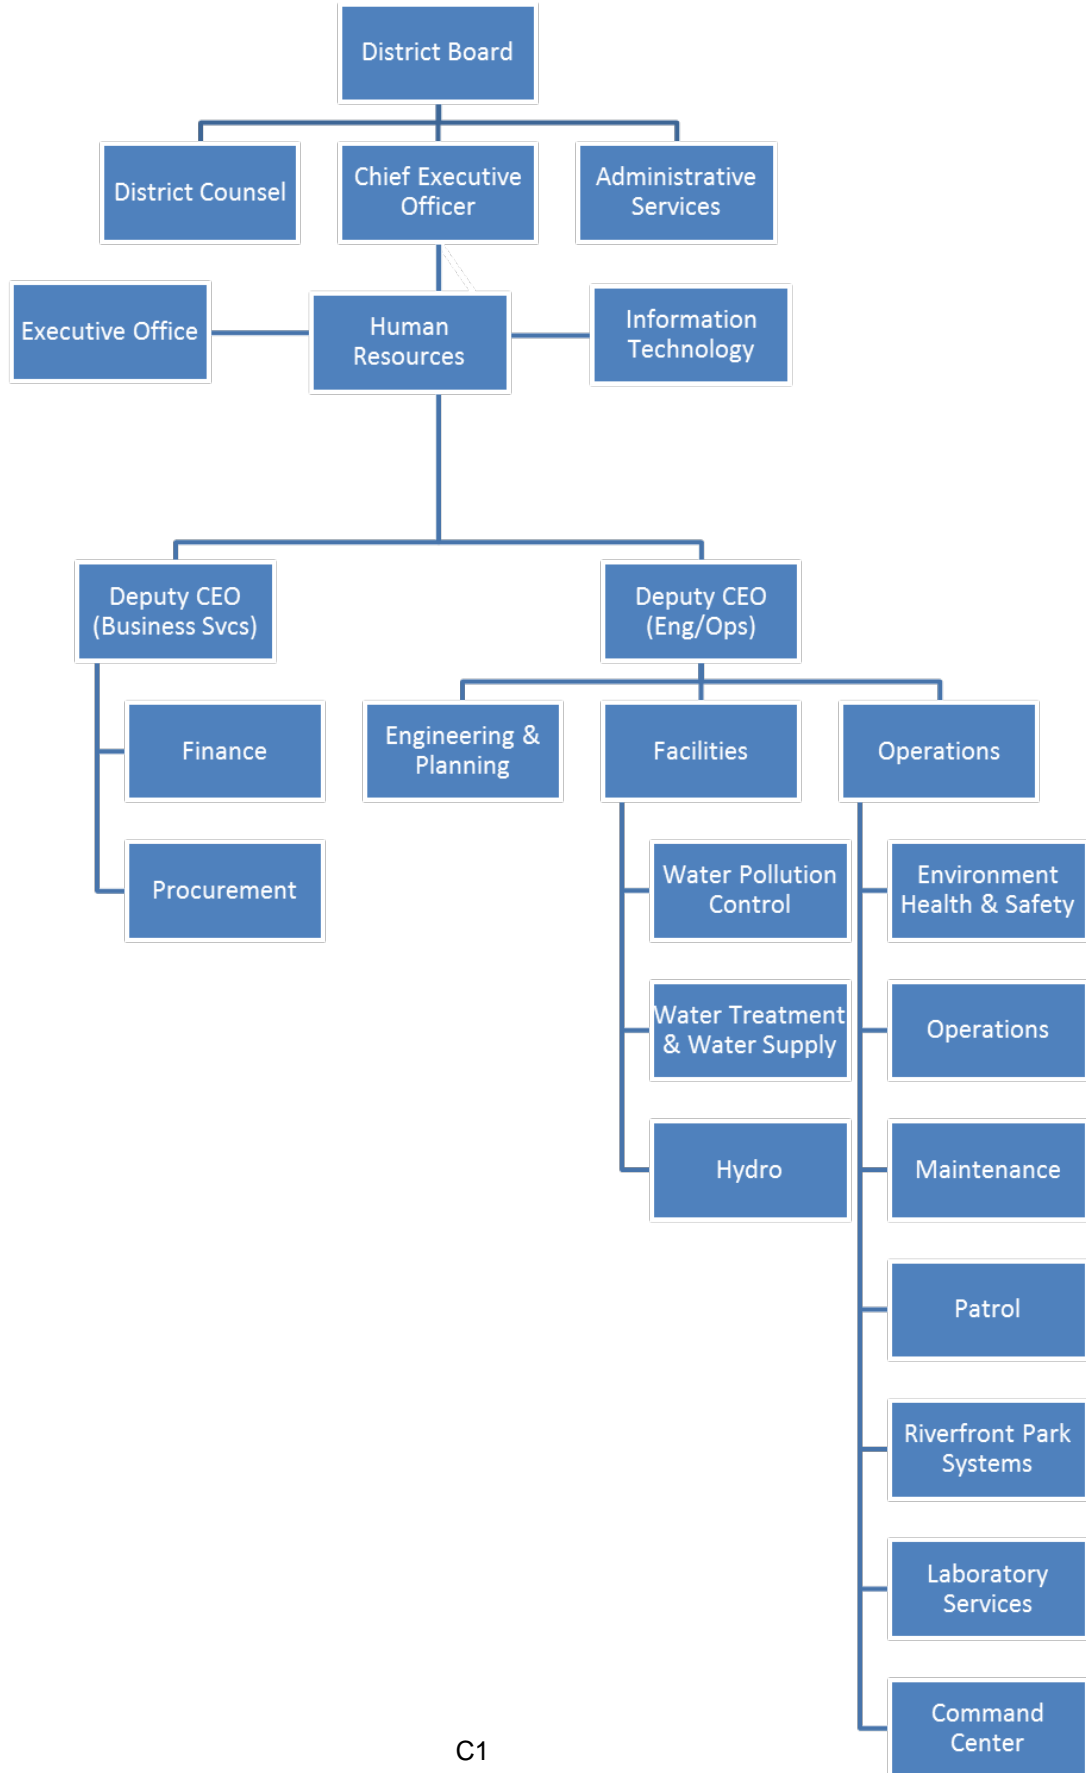 District Board
District Counsel
Chief Executive
Officer
Administrative
Services
Executive Office
Human
Resources
Information
Technology
Deputy CEO
(Business Svcs)
Deputy CEO
(Eng/Ops)
Finance
Engineering &
Planning
Facilities
Operations
Procurement
Water Pollution
Control
Environment
Health & Safety
Water Treatment
& Water Supply
Operations
Hydro
Maintenance
Patrol
Riverfront Park
Systems
Laboratory
Services
Command
Center
C1